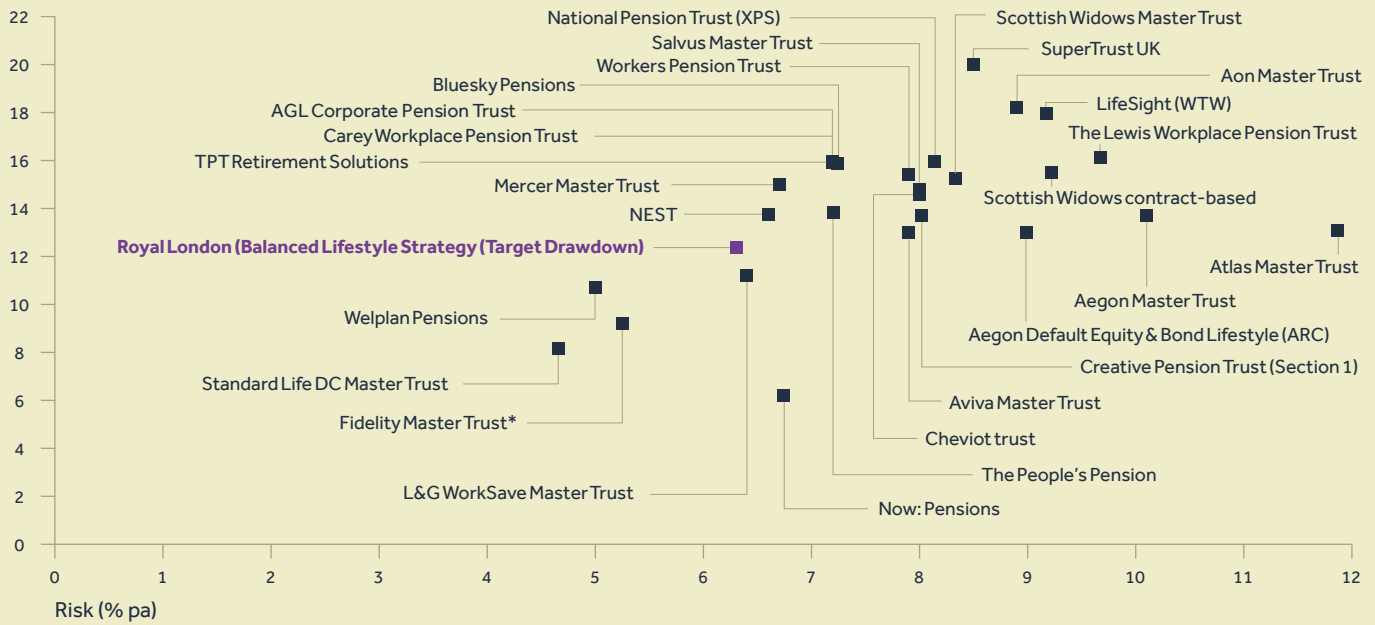 22
National Pension Trust (XPS)
Scottish Widows Master Trust
Salvus Master Trust
SuperTrust UK
20
Workers Pension Trust
Aon Master Trust
Bluesky Pensions
LifeSight (WTW)
18
AGL Corporate Pension Trust
Carey Workplace Pension Trust
The Lewis Workplace Pension Trust
16
TPT Retirement Solutions
Mercer Master Trust
Scottish Widows contract-based
14
NEST
Royal London (Balanced Lifestyle Strategy (Target Drawdown)
12
Atlas Master Trust
10
Aegon Master Trust
Welplan Pensions
Aegon Default Equity & Bond Lifestyle (ARC)
8
Creative Pension Trust (Section 1)
Standard Life DC Master Trust
6
Aviva Master Trust
Fidelity Master Trust*
Cheviot trust
4
The People's Pension
2
L&G WorkSave Master Trust
Now: Pensions
0
0 1 2 3 4 5 6 7 8 9 10 11 12
Risk (% pa)